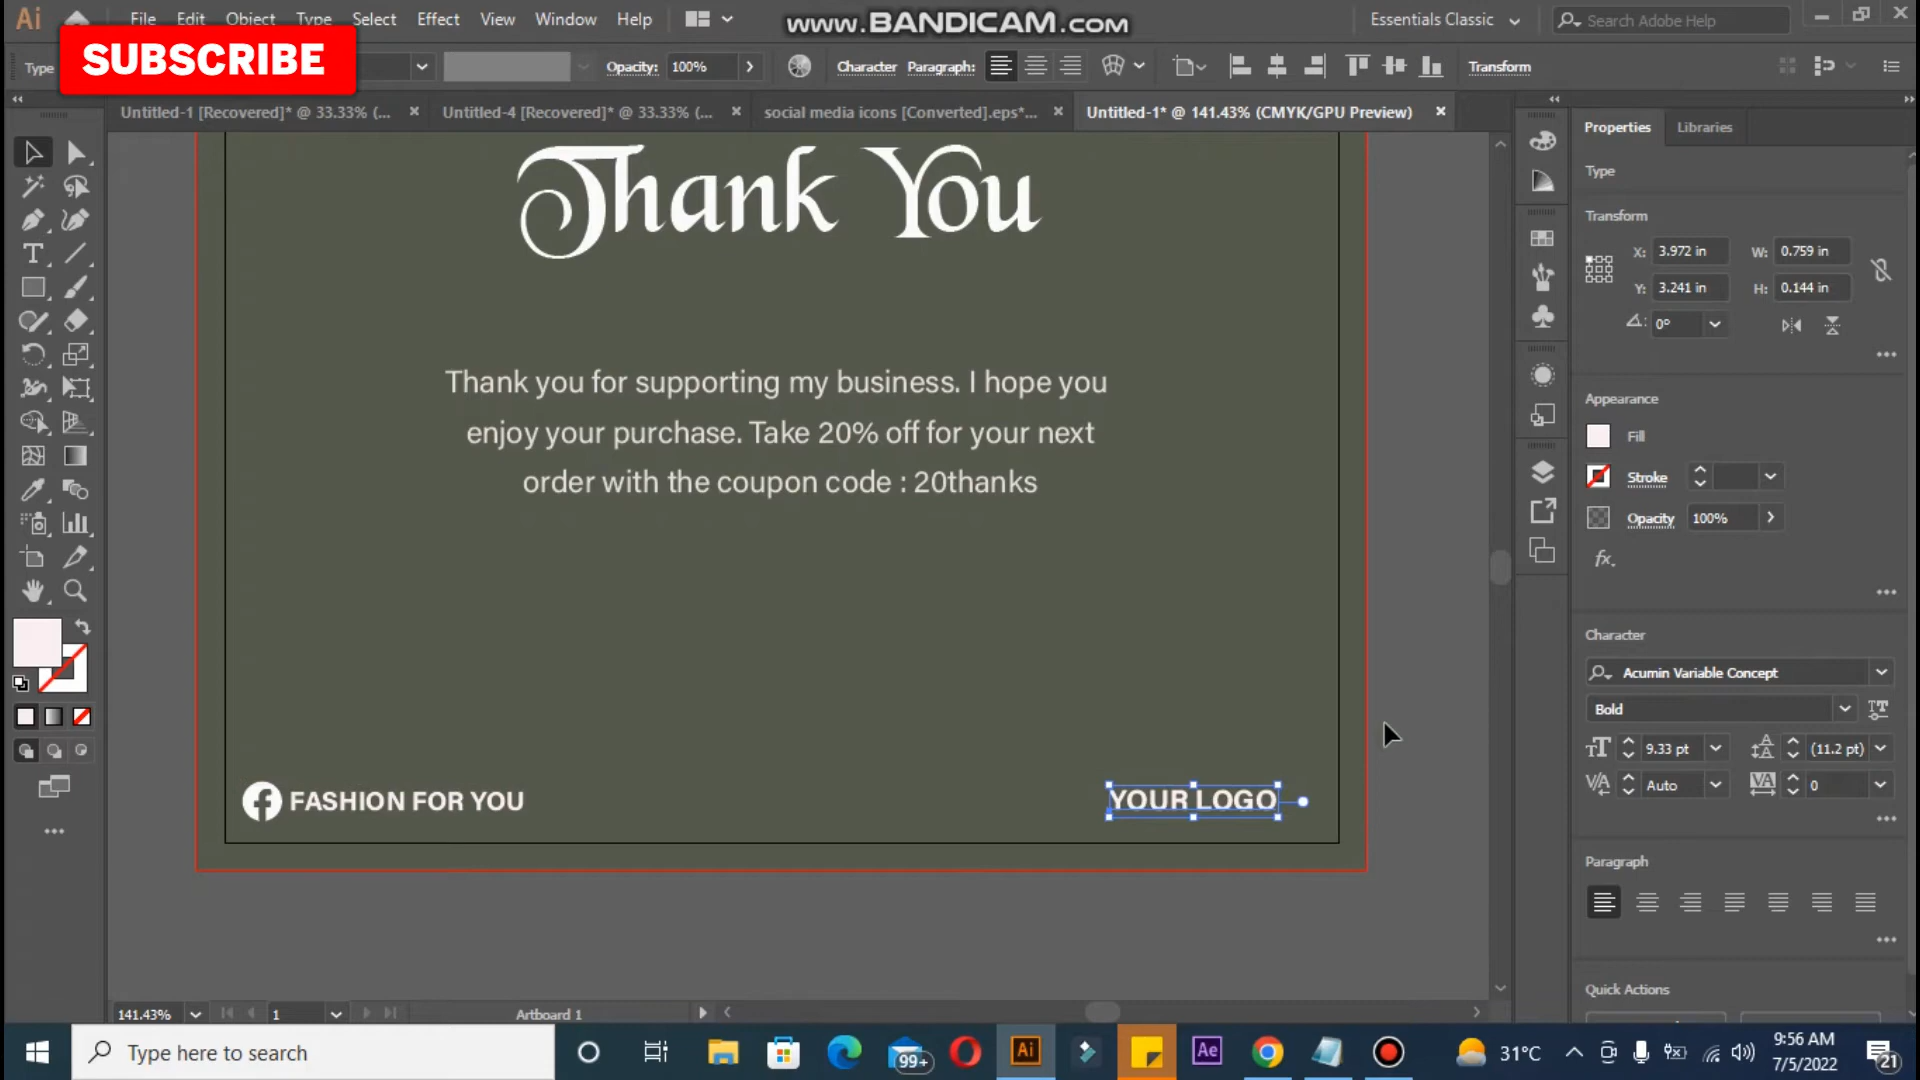 Ai File Edit Object Type Select Effect View Window Help
www.BANDICAM.com
Essentials Classic
Search Adobe Help
SUBSCRIBE
Type
Opacity: 100%
Character Paragraph:
Transform
Untitled-1 [Recovered]* @ 33.33% (...
Untitled-4 [Recovered]* @ 33.33% (...
social media icons [Converted].eps*...
Untitled-1* @ 141.43% (CMYK/GPU Preview)
Properties Libraries
Type
Transform
X: 3.972 in W: 0.759 in
Y: 3.241 in H: 0.144 in
0°
Appearance
Fill
Stroke
Opacity 100%
fx.
Character
Acumin Variable Concept
Bold
9.33 pt (11.2 pt)
Auto 0
Paragraph
Quick Actions
Thank You
Thank you for supporting my business. I hope you
enjoy your purchase. Take 20% off for your next
order with the coupon code : 20thanks
FASHION FOR YOU
YOUR LOGO
141.43% 1 Artboard 1
Type here to search
99+
Ai
Ae
31°C
9:56 AM
7/5/2022
21